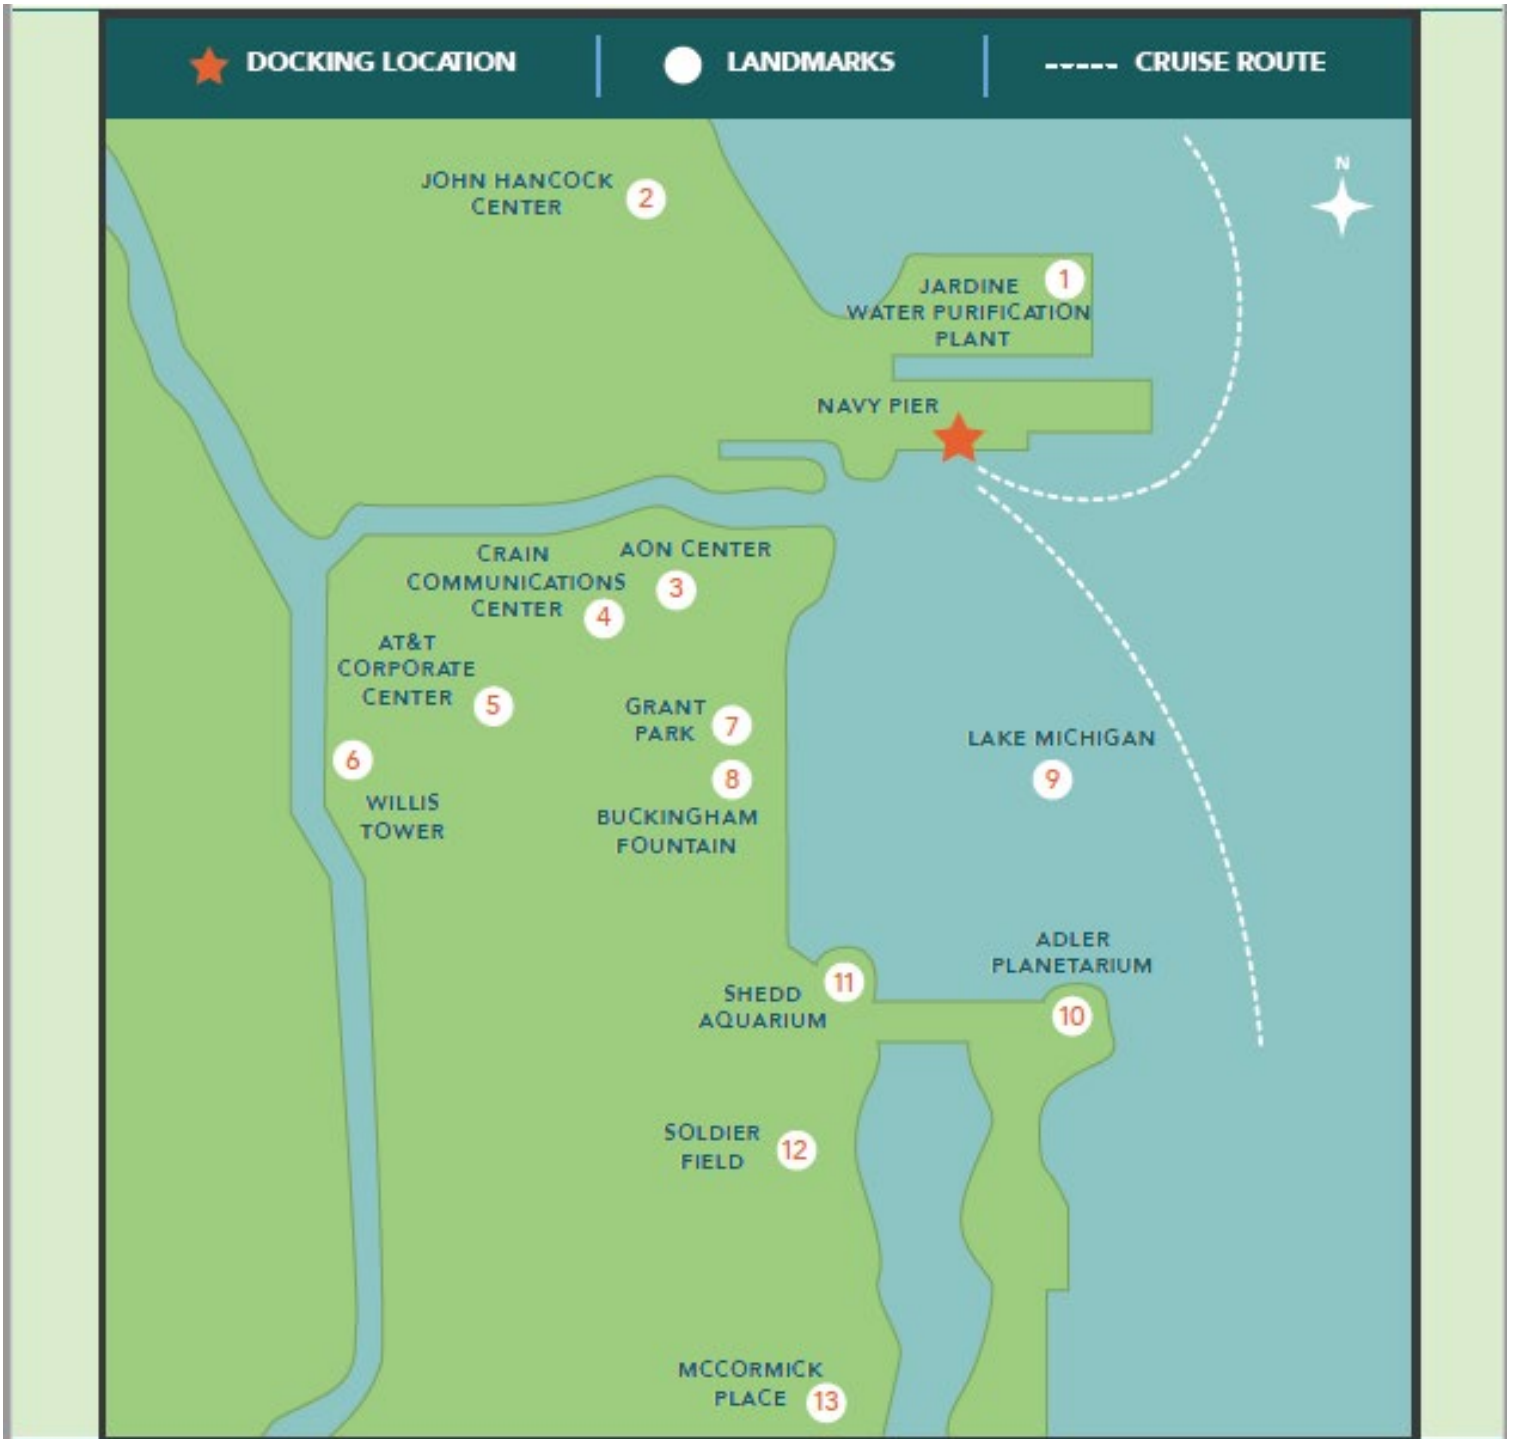 DOCKING LOCATION
LANDMARKS
CRUISE ROUTE
N
JOHN HANCOCK
CENTER
2
1
JARDINE
WATER PURIFICATION
PLANT
NAVY PIER
CRAIN
COMMUNICATIONS
CENTER
4
AON CENTER
3
AT&T
CORPORATE
CENTER
5
6
WILLIS
TOWER
GRANT
PARK
7
8
BUCKINGHAM
FOUNTAIN
LAKE MICHIGAN
9
ADLER
PLANETARIUM
10
11
SHEDD
AQUARIUM
SOLDIER
FIELD
12
MCCORMICK
PLACE
13